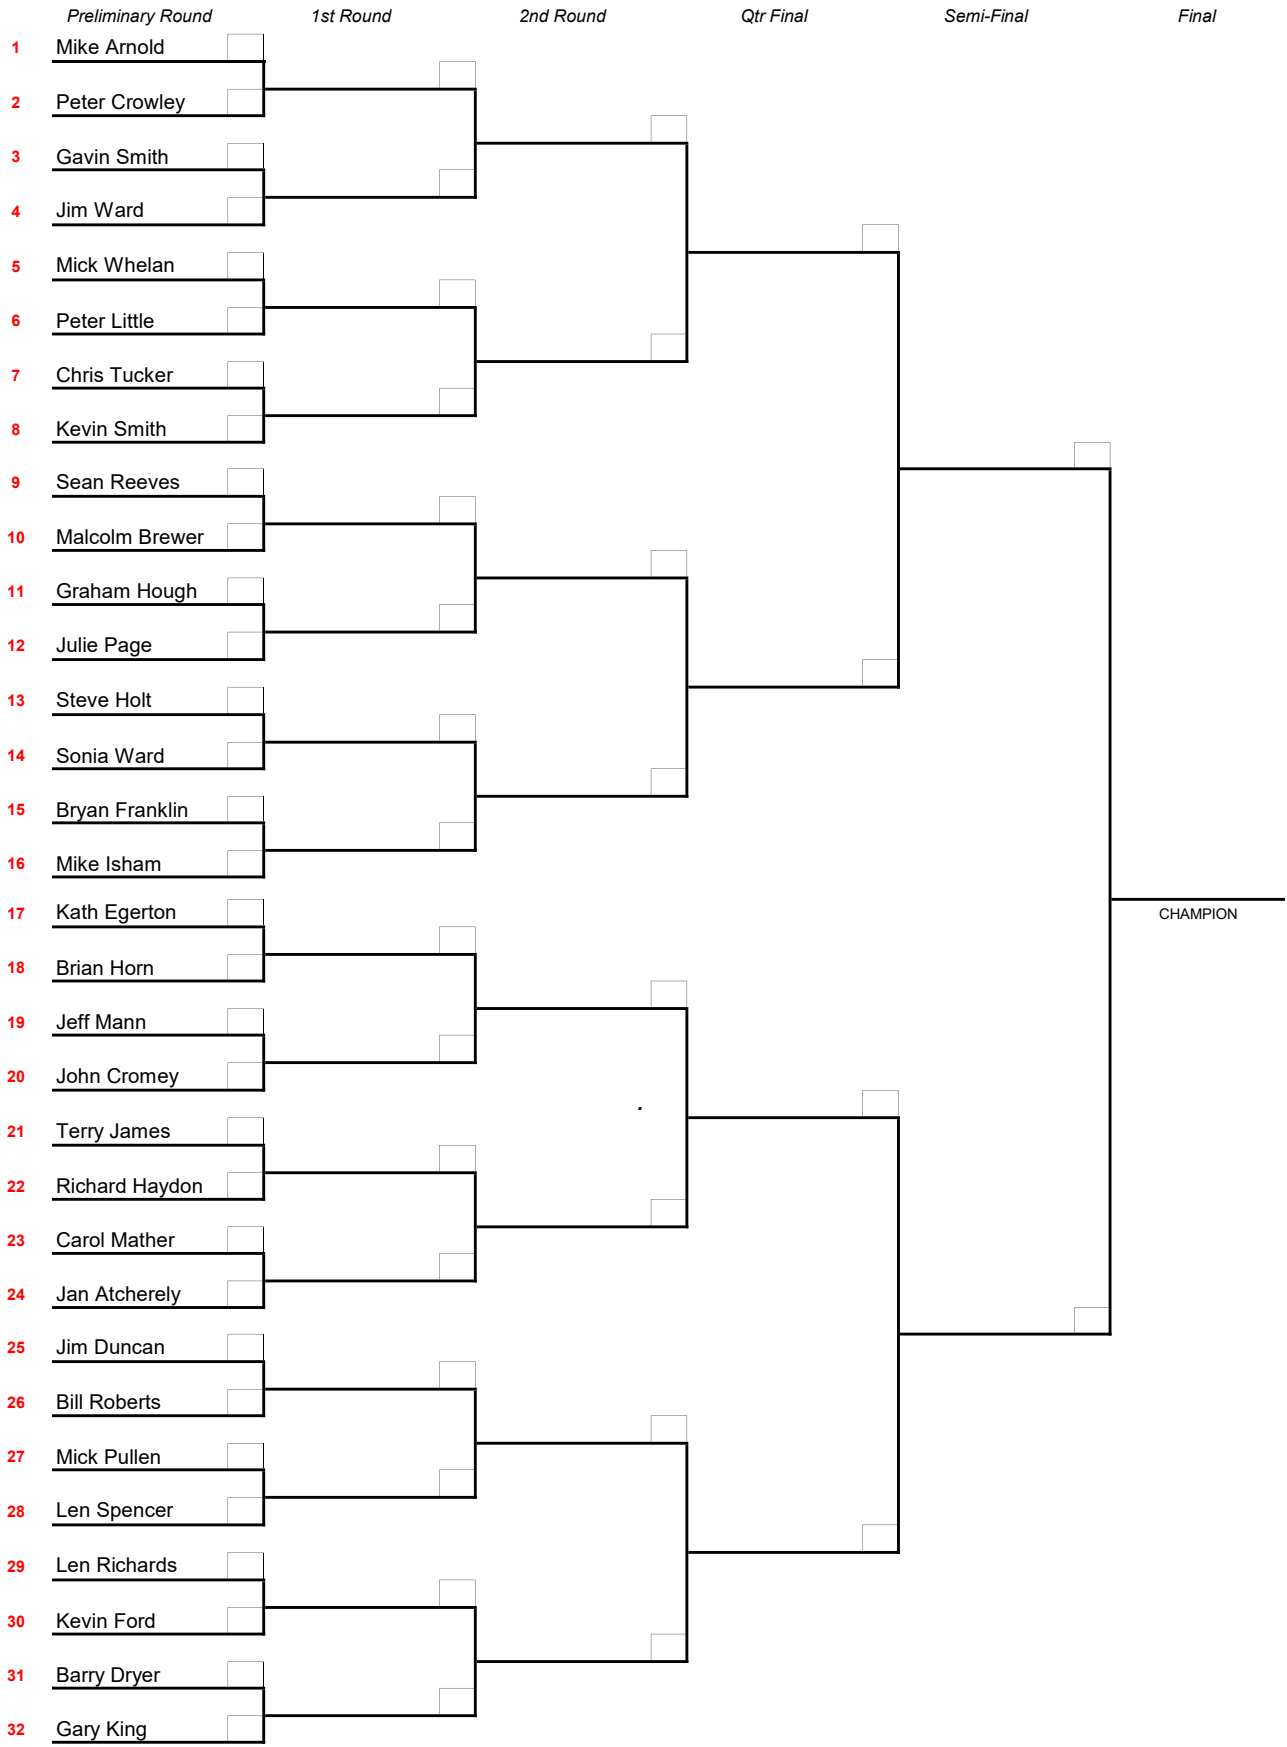 Preliminary Round 1st Round 2nd Round Qtr Final Semi-Final Final
1 Mike Arnold
2 Peter Crowley
3 Gavin Smith
4 Jim Ward
5 Mick Whelan
6 Peter Little
7 Chris Tucker
8 Kevin Smith
9 Sean Reeves
10 Malcolm Brewer
11 Graham Hough
12 Julie Page
13 Steve Holt
14 Sonia Ward
15 Bryan Franklin
16 Mike Isham
17 Kath Egerton
CHAMPION
18 Brian Horn
19 Jeff Mann
20 John Cromey
.
21 Terry James
22 Richard Haydon
23 Carol Mather
24 Jan Atcherely
25 Jim Duncan
26 Bill Roberts
27 Mick Pullen
28 Len Spencer
29 Len Richards
30 Kevin Ford
31 Barry Dryer
32 Gary King